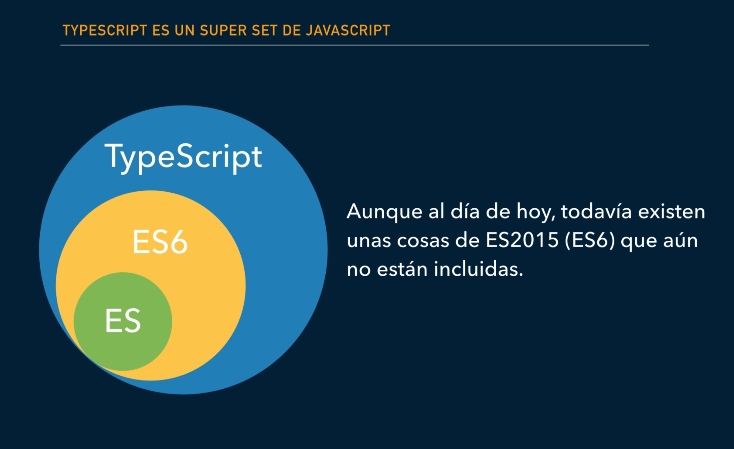 TYPESCRIPT ES UN SUPER SET DE JAVASCRIPT
TypeScript
ES6
ES
Aunque al día de hoy, todavía existen
unas cosas de ES2015 (ES6) que aún
no están incluidas.